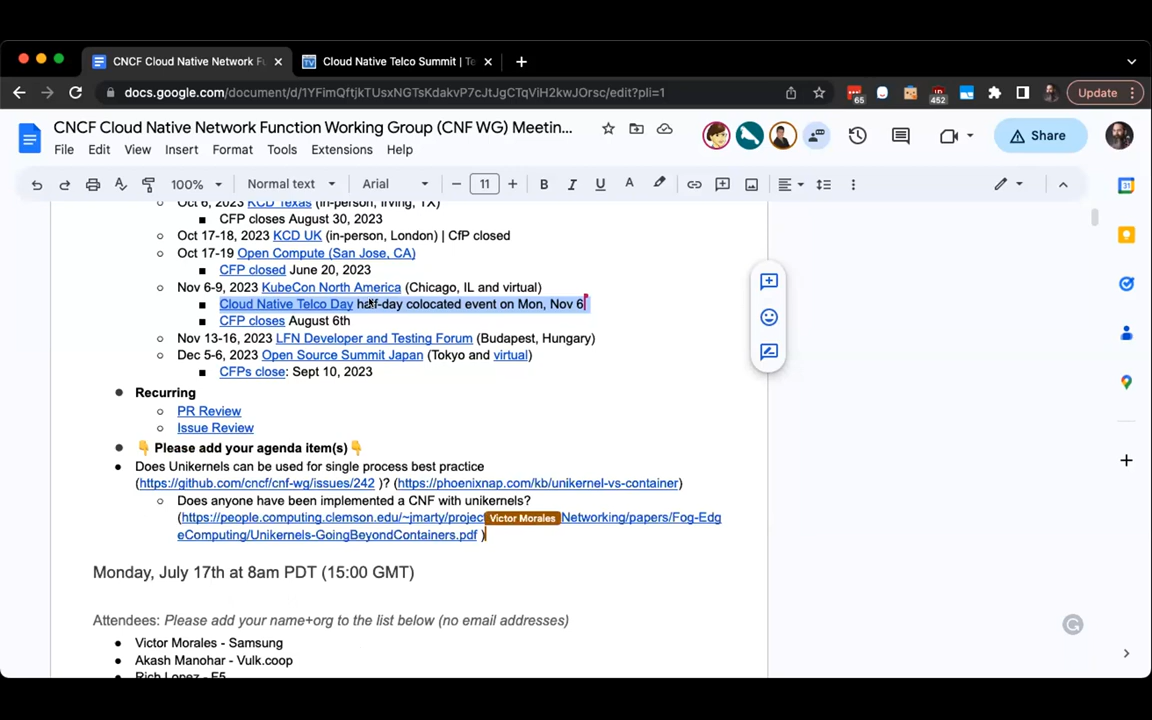 CNCF Cloud Native Network Fu
Cloud Native Telco Summit | Te
docs.google.com/document/d/1YFimQftjkTUsxNGTsKdakvP7cJtJgCTqViH2kwJOrsc/edit?pli=1
65
452
Update
CNCF Cloud Native Network Function Working Group (CNF WG) Meetin...
File Edit View Insert Format Tools Extensions Help
Share
100% Normal text Arial 11 B I U A
Oct 6, 2023 KCD Texas (in-person, Irving, TX)
CFP closes August 30, 2023
Oct 17-18, 2023 KCD UK (in-person, London) | CfP closed
Oct 17-19 Open Compute (San Jose, CA)
CFP closed June 20, 2023
Nov 6-9, 2023 KubeCon North America (Chicago, IL and virtual)
Cloud Native Telco Day half-day colocated event on Mon, Nov 6
CFP closes August 6th
Nov 13-16, 2023 LFN Developer and Testing Forum (Budapest, Hungary)
Dec 5-6, 2023 Open Source Summit Japan (Tokyo and virtual)
CFPs close: Sept 10, 2023
Recurring
PR Review
Issue Review
👇 Please add your agenda item(s)👇
Does Unikernels can be used for single process best practice
(https://github.com/cncf/cnf-wg/issues/242 )? (https://phoenixnap.com/kb/unikernel-vs-container)
Does anyone have been implemented a CNF with unikernels?
(https://people.computing.clemson.edu/~jmarty/projec Victor Morales Networking/papers/Fog-Edg
eComputing/Unikernels-GoingBeyondContainers.pdf )
Monday, July 17th at 8am PDT (15:00 GMT)
Attendees: Please add your name+org to the list below (no email addresses)
Victor Morales - Samsung
Akash Manohar - Vulk.coop
Rich Lopez - F5